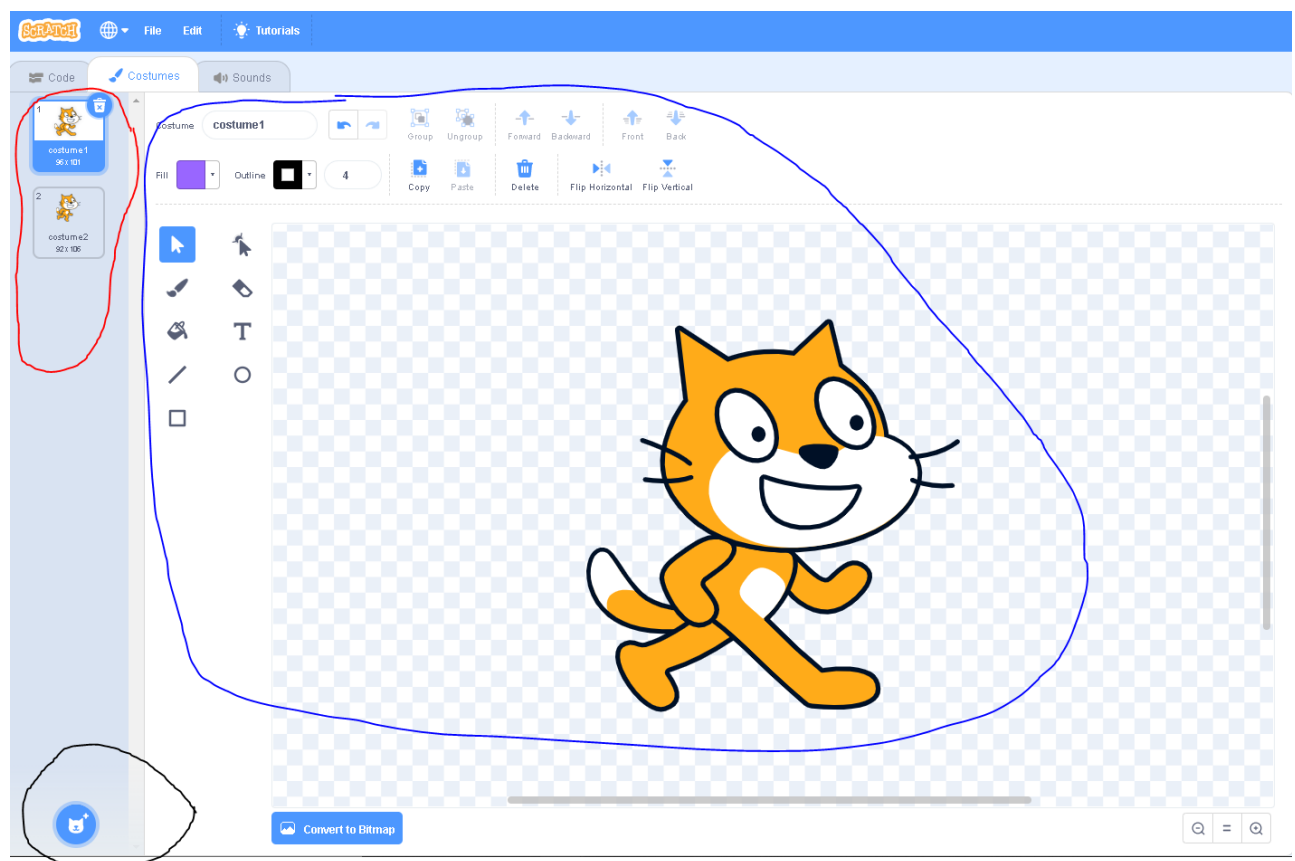 SCRATCH File Edit Tutorials
Code Costumes Sounds
1
costume1
96 x 101
2
costume2
92 x 106
Costume costume1 Group Ungroup Forward Backward Front Back
Fill Outline 4 Copy Paste Delete Flip Horizontal Flip Vertical
T
Convert to Bitmap